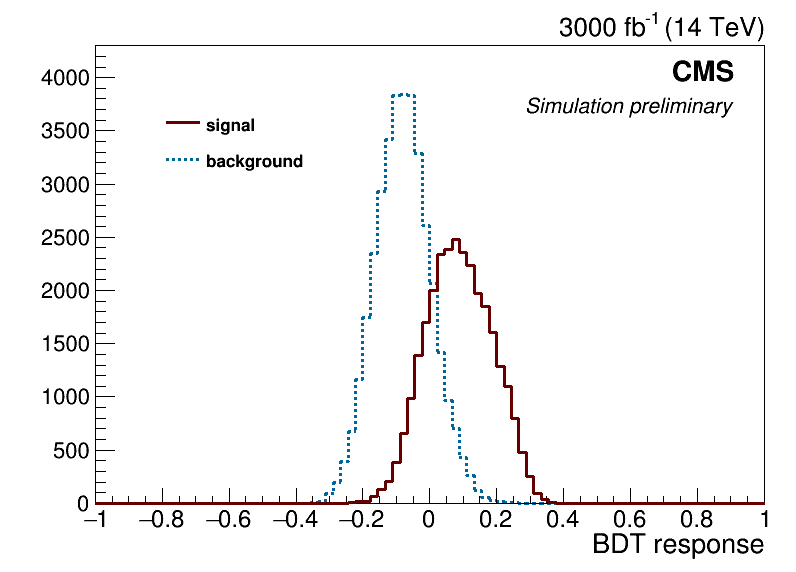 3000 fb-1 (14 TeV)
CMS
Simulation preliminary
signal
background
4000
3500
3000
2500
2000
1500
1000
500
0
−1 −0.8 −0.6 −0.4 −0.2 0 0.2 0.4 0.6 0.8 1
BDT response